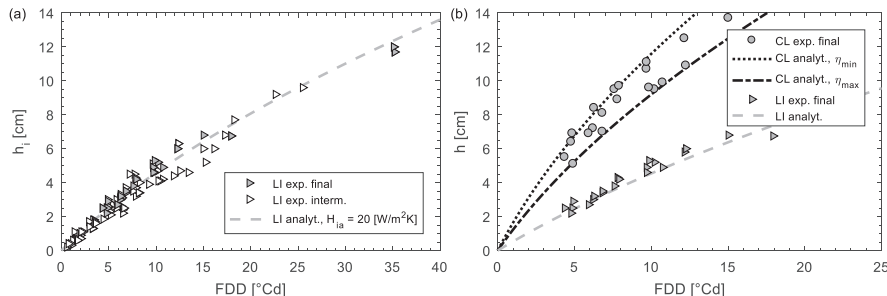 (a)
14
12
10
8
6
4
2
0
h_i [cm]
0 5 10 15 20 25 30 35 40
FDD [°Cd]
LI exp. final
LI exp. interm.
LI analyt., H_ia = 20 [W/m²K]
(b)
14
12
10
8
6
4
2
0
h [cm]
0 5 10 15 20 25
FDD [°Cd]
CL exp. final
CL analyt., η_min
CL analyt., η_max
LI exp. final
LI analyt.